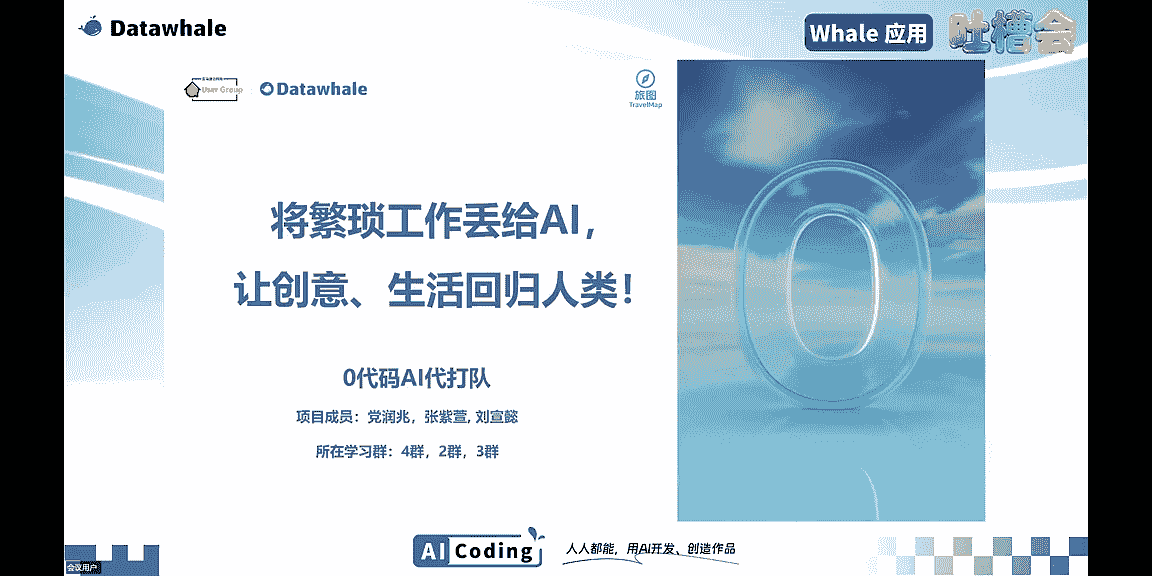 Datawhale
Whale 应用
吐槽会
User Group
Datawhale
旅图
TravelMap
将繁琐工作丢给AI，
让创意、生活回归人类！
0代码AI代打队
项目成员：党润兆，张紫萱, 刘宣懿
所在学习群：4群，2群，3群
AI Coding
人人都能，用AI开发、创造作品
会议用户